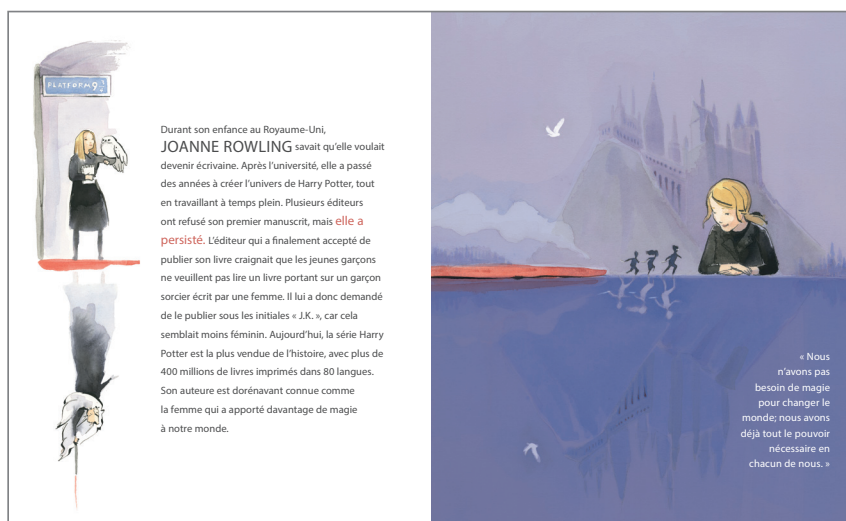 PLATFORM 9
Durant son enfance au Royaume-Uni,
JOANNE ROWLING savait qu'elle voulait
devenir écrivaine. Après l'université, elle a passé
des années à créer l'univers de Harry Potter, tout
en travaillant à temps plein. Plusieurs éditeurs
ont refusé son premier manuscrit, mais elle a
persisté. L'éditeur qui a finalement accepté de
publier son livre craignait que les jeunes garçons
ne veuillent pas lire un livre portant sur un garçon
sorcier écrit par une femme. Il lui a donc demandé
de le publier sous les initiales « J.K. », car cela
semblait moins féminin. Aujourd'hui, la série Harry
Potter est la plus vendue de l'histoire, avec plus de
400 millions de livres imprimés dans 80 langues.
Son auteure est dorénavant connue comme
la femme qui a apporté davantage de magie
à notre monde.
« Nous
n'avons pas
besoin de magie
pour changer le
monde; nous avons
déjà tout le pouvoir
nécessaire en
chacun de nous. »